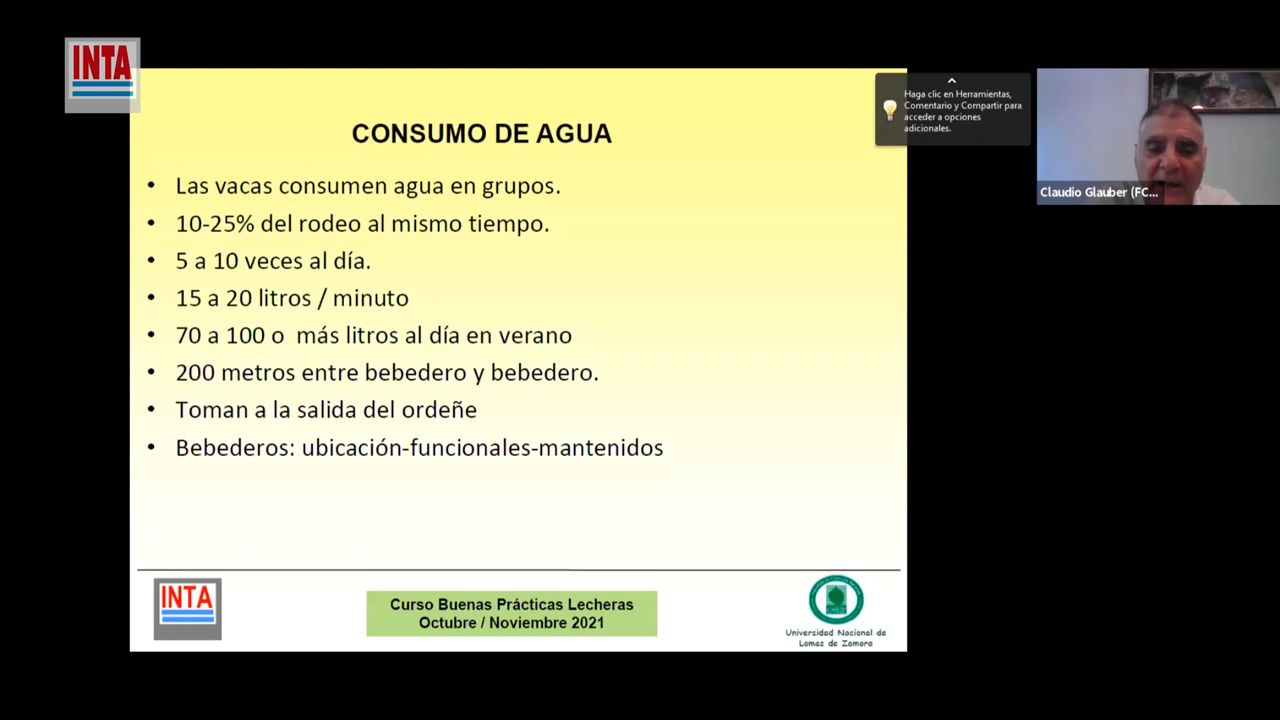 INTA
CONSUMO DE AGUA
• Las vacas consumen agua en grupos.
• 10-25% del rodeo al mismo tiempo.
• 5 a 10 veces al día.
• 15 a 20 litros / minuto
• 70 a 100 o  más litros al día en verano
• 200 metros entre bebedero y bebedero.
• Toman a la salida del ordeñe
• Bebederos: ubicación-funcionales-mantenidos
INTA
Curso Buenas Prácticas Lecheras
Octubre / Noviembre 2021
Universidad Nacional de
Lomas de Zamora
Haga clic en Herramientas,
Comentario y Compartir para
acceder a opciones
adicionales.
Claudio Glauber (FC...